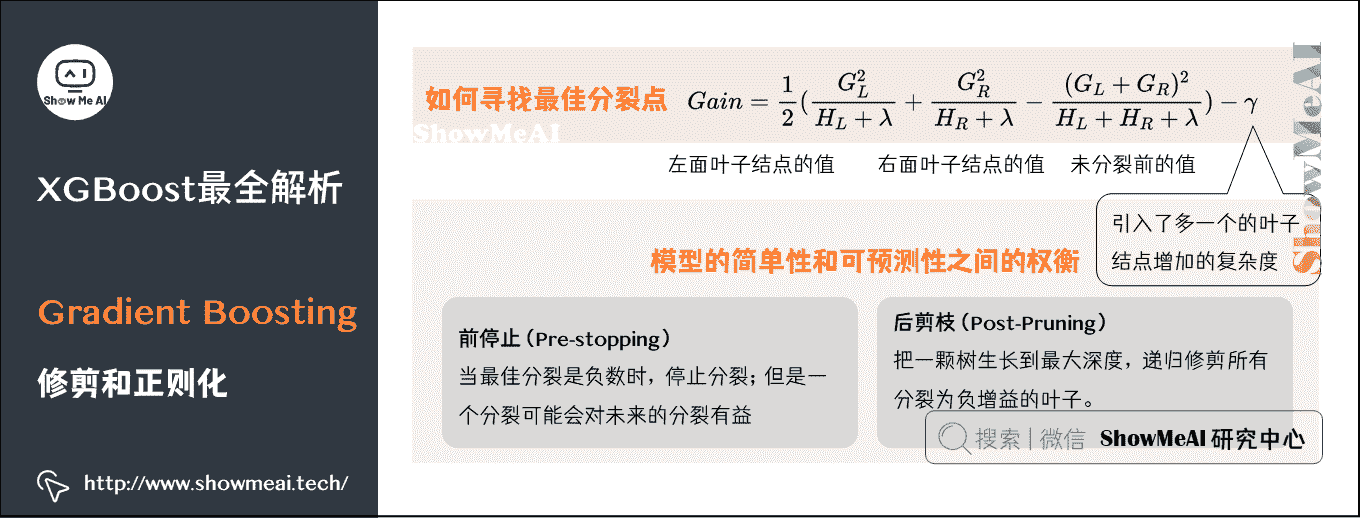 Show Me AI
XGBoost最全解析
Gradient Boosting
修剪和正则化
http://www.showmeai.tech/
如何寻找最佳分裂点
Gain = \frac{1}{2}(\frac{G_L^2}{H_L + λ} + \frac{G_R^2}{H_R + λ} - \frac{(G_L + G_R)^2}{H_L + H_R + λ}) - γ
ShowMeAI
左面叶子结点的值 右面叶子结点的值 未分裂前的值
引入了多一个的叶子
结点增加的复杂度
ShowMeAI
模型的简单性和可预测性之间的权衡
前停止（Pre-stopping）
当最佳分裂是负数时，停止分裂；但是一
个分裂可能会对未来的分裂有益
后剪枝（Post-Pruning）
把一颗树生长到最大深度，递归修剪所有
分裂为负增益的叶子。
搜索 | 微信 ShowMeAI 研究中心